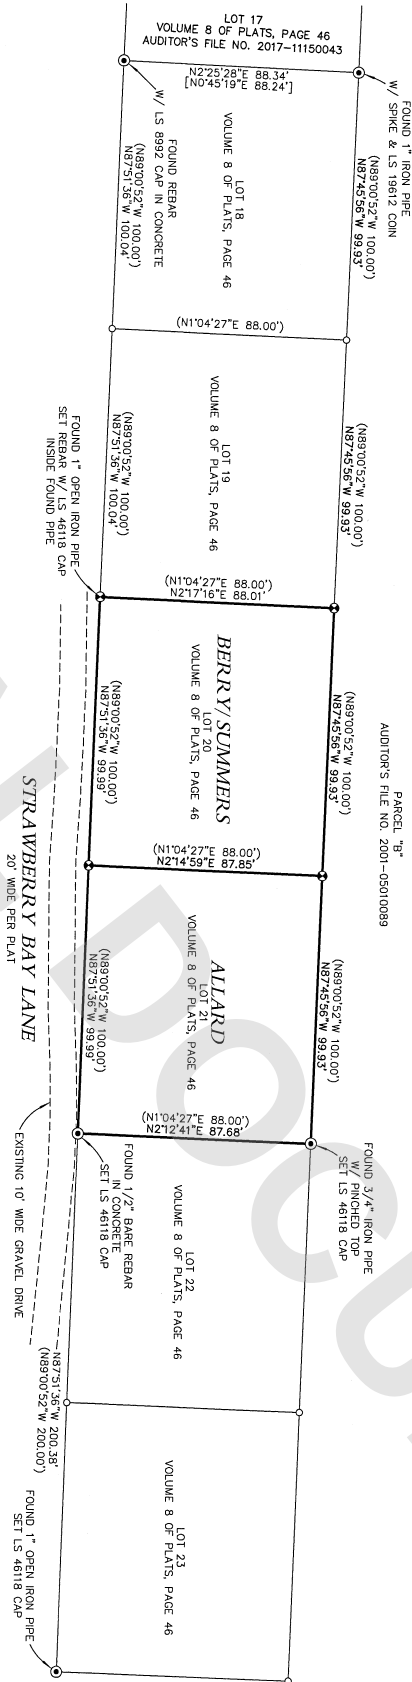 LOT 17
VOLUME 8 OF PLATS, PAGE 46
AUDITOR'S FILE NO. 2017-11150043
N2°25'28"E 88.34'
[N0°45'19"E 88.24']
FOUND 1" IRON PIPE
W/ SPIKE & LS 19612 COIN
(N89°00'52"W 100.00')
N87°45'56"W 99.93'
LOT 18
VOLUME 8 OF PLATS, PAGE 46
FOUND REBAR
W/ LS 8992 CAP IN CONCRETE
(N89°00'52"W 100.00')
N87°51'36"W 100.04'
(N1°04'27"E 88.00')
(N89°00'52"W 100.00')
N87°45'56"W 99.93'
LOT 19
VOLUME 8 OF PLATS, PAGE 46
(N89°00'52"W 100.00')
N87°51'36"W 100.04'
FOUND 1" OPEN IRON PIPE
SET REBAR W/ LS 46118 CAP
INSIDE FOUND PIPE
(N1°04'27"E 88.00')
N2°17'16"E 88.01'
PARCEL "B"
AUDITOR'S FILE NO. 2001-05010089
(N89°00'52"W 100.00')
N87°45'56"W 99.93'
BERRY/SUMMERS
LOT 20
VOLUME 8 OF PLATS, PAGE 46
(N89°00'52"W 100.00')
N87°51'36"W 99.99'
STRAWBERRY BAY LANE
20' WIDE PER PLAT
(N1°04'27"E 88.00')
N2°14'59"E 87.85'
(N89°00'52"W 100.00')
N87°45'56"W 99.93'
ALLARD
LOT 21
VOLUME 8 OF PLATS, PAGE 46
(N89°00'52"W 100.00')
N87°51'36"W 99.99'
(N1°04'27"E 88.00')
N2°12'41"E 87.68'
FOUND 3/4" IRON PIPE
W/ PINCHED TOP
SET LS 46118 CAP
FOUND 1/2" BARE REBAR
IN CONCRETE
SET LS 46118 CAP
EXISTING 10' WIDE GRAVEL DRIVE
LOT 22
VOLUME 8 OF PLATS, PAGE 46
N87°51'36"W 200.38'
(N89°00'52"W 200.00')
LOT 23
VOLUME 8 OF PLATS, PAGE 46
FOUND 1" OPEN IRON PIPE
SET LS 46118 CAP